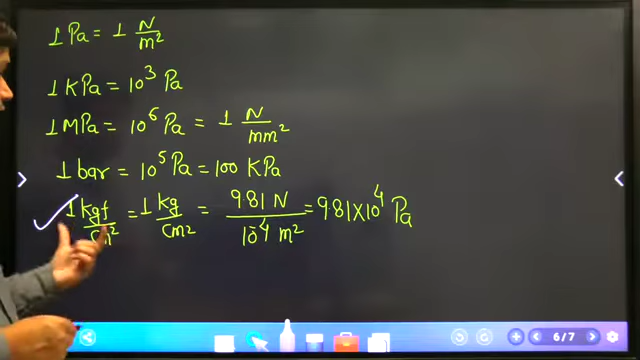 1 Pa = 1 N/m²
1 KPa = 10³ Pa
1 MPa = 10⁶ Pa = 1 N/mm²
1 bar = 10⁵ Pa = 100 KPa
1 kgf/cm² = 1 kg/cm² = 9.81 N / 10⁻⁴ m² = 9.81 × 10⁴ Pa
6/7